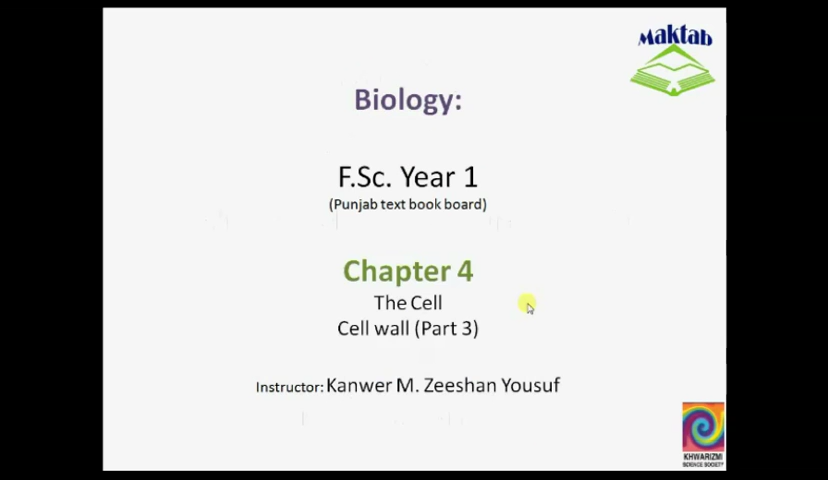 Maktab
Biology:
F.Sc. Year 1
(Punjab text book board)
Chapter 4
The Cell
Cell wall (Part 3)
Instructor: Kanwer M. Zeeshan Yousuf
KHWARIZMI
SCIENCE SOCIETY